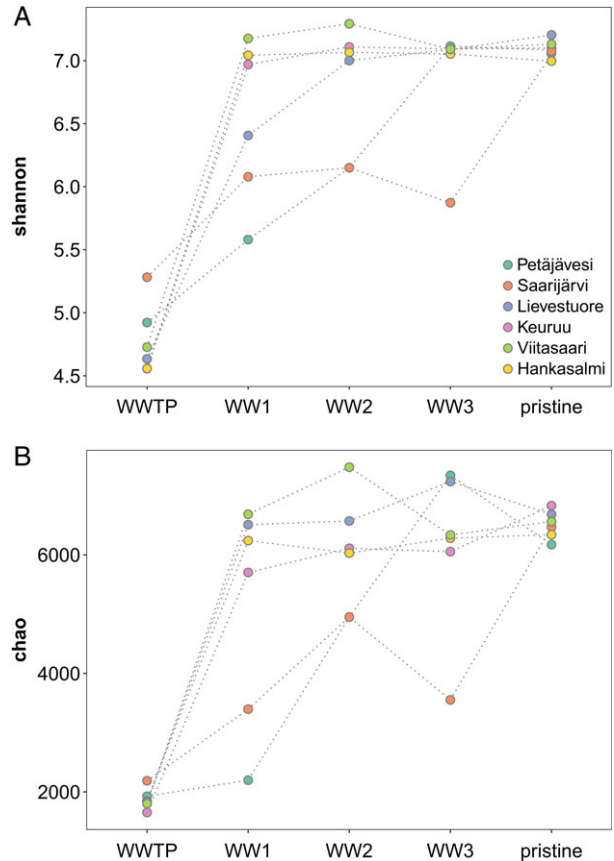 A
7.0
6.5
6.0
5.5
5.0
4.5
shannon
Petäjävesi
Saarijärvi
Lievestuore
Keuruu
Viitasaari
Hankasalmi
WWTP WW1 WW2 WW3 pristine
B
6000
4000
2000
chao
WWTP WW1 WW2 WW3 pristine